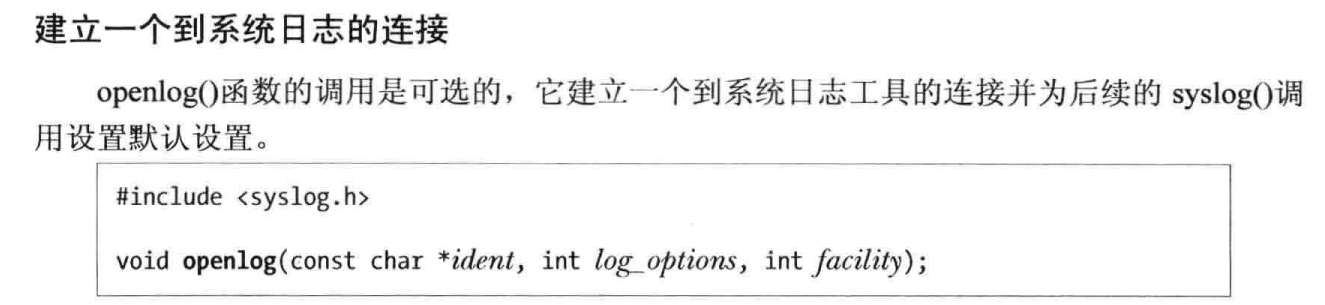 建立一个到系统日志的连接
openlog()函数的调用是可选的，它建立一个到系统日志工具的连接并为后续的 syslog()调
用设置默认设置。
#include <syslog.h>
void openlog(const char *ident, int log_options, int facility);